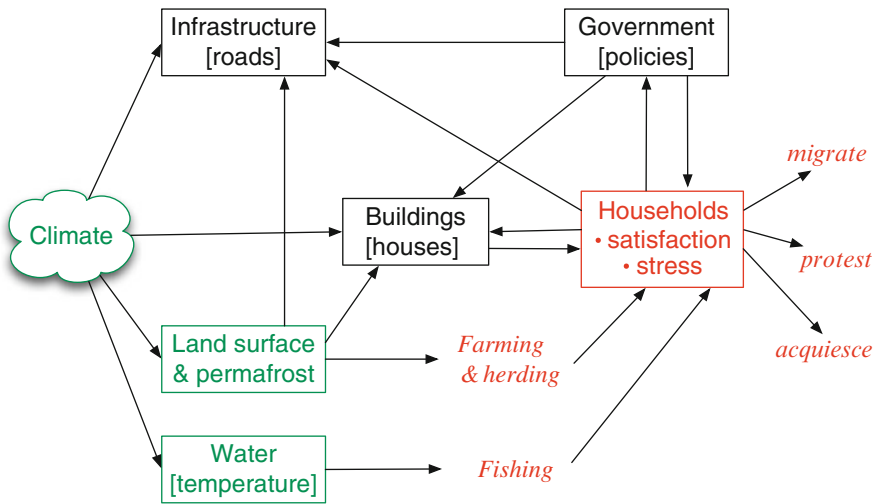 Infrastructure
[roads]
Government
[policies]
migrate
Climate
Buildings
[houses]
Households
• satisfaction
• stress
protest
acquiesce
Land surface
& permafrost
Farming
& herding
Water
[temperature]
Fishing